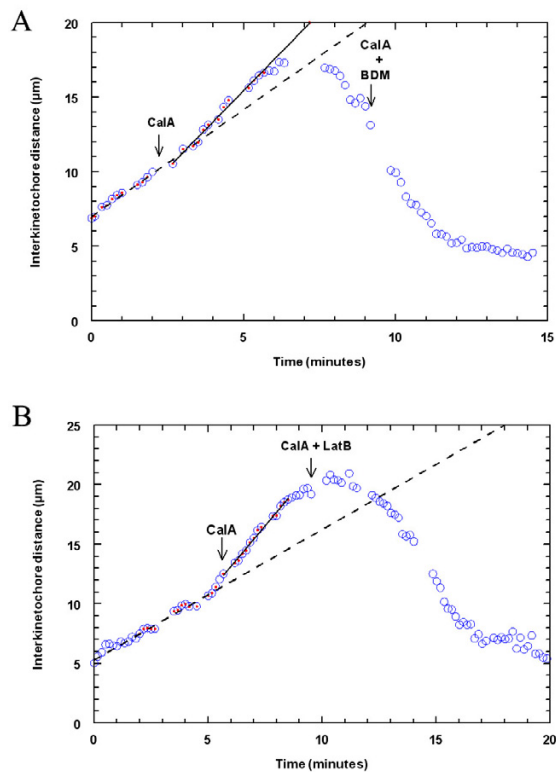 A
20
15
10
5
0
Interkinetochore distance (µm)
CalA
CalA
+
BDM
0 5 10 15
Time (minutes)
B
25
20
15
10
5
0
Interkinetochore distance (µm)
CalA + LatB
CalA
0 5 10 15 20
Time (minutes)